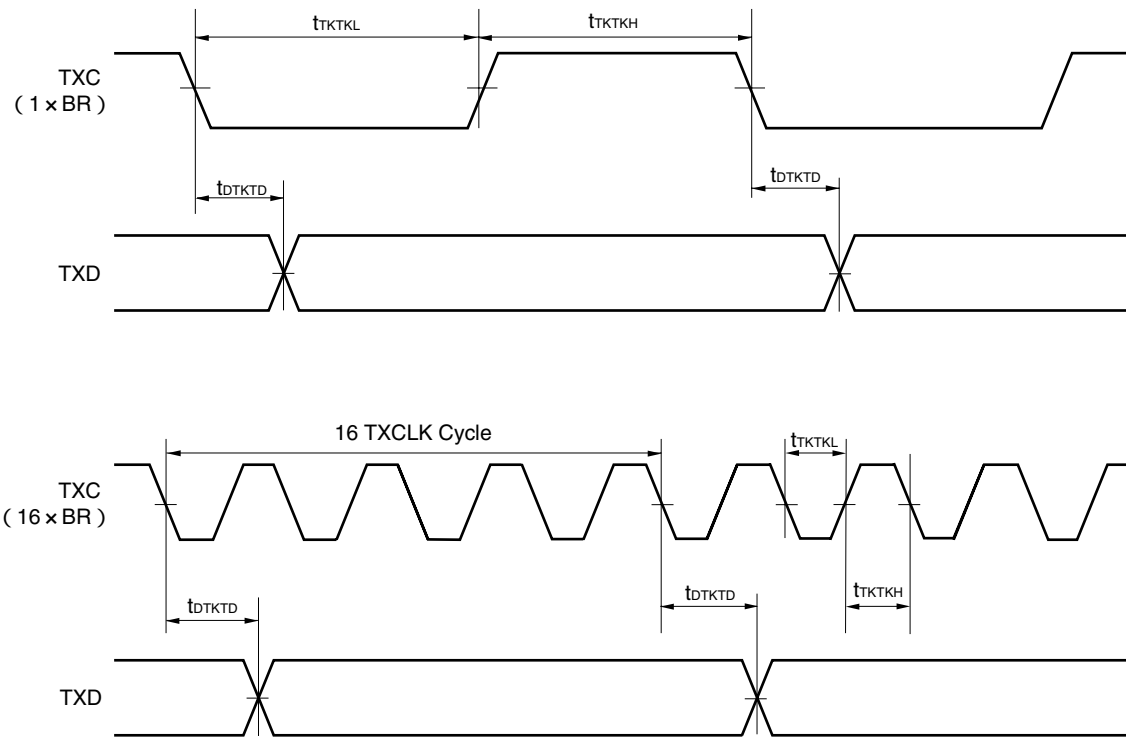 tTKTKL tTKTKH
TXC
( 1 × BR )
tDTKTD tDTKTD
TXD
16 TXCLK Cycle tTKTKL
TXC
( 16 × BR )
tDTKTD tDTKTD tTKTKH
TXD